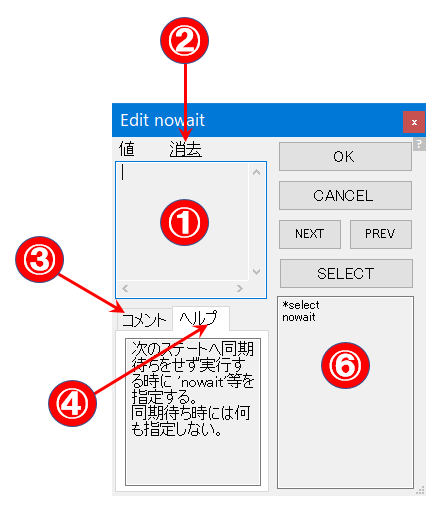 ②
Edit nowait
x
値 消去
?
OK
①
CANCEL
NEXT PREV
③
SELECT
コメント ヘルプ
*select
nowait
次のステートへ同期
待ちをせず実行す
る時に 'nowait'等を
指定する。
同期待ち時には何
も指定しない。
④
⑥